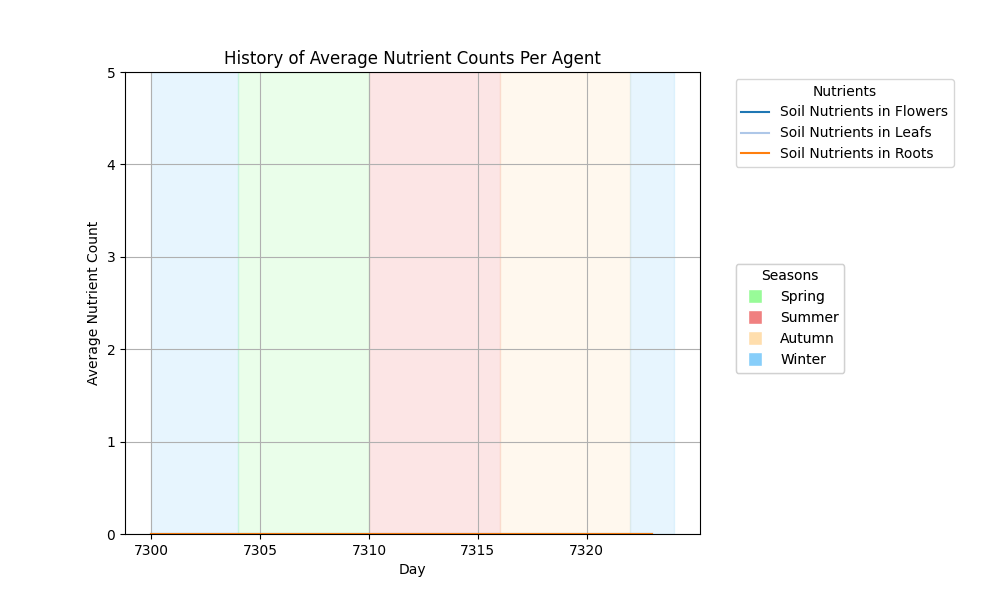 History of Average Nutrient Counts Per Agent
Average Nutrient Count
5
4
3
2
1
0
7300
7305
7310
7315
7320
Day
Nutrients
Soil Nutrients in Flowers
Soil Nutrients in Leafs
Soil Nutrients in Roots
Seasons
Spring
Summer
Autumn
Winter